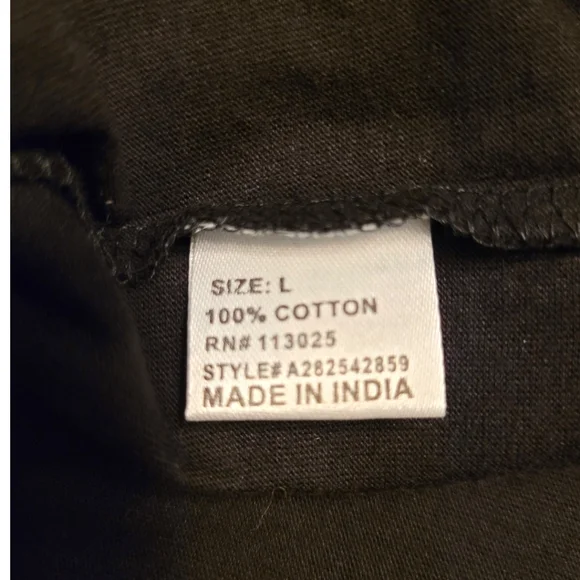 SIZE: L
100% COTTON
RN# 113025
STYLE# A282542859
MADE IN INDIA